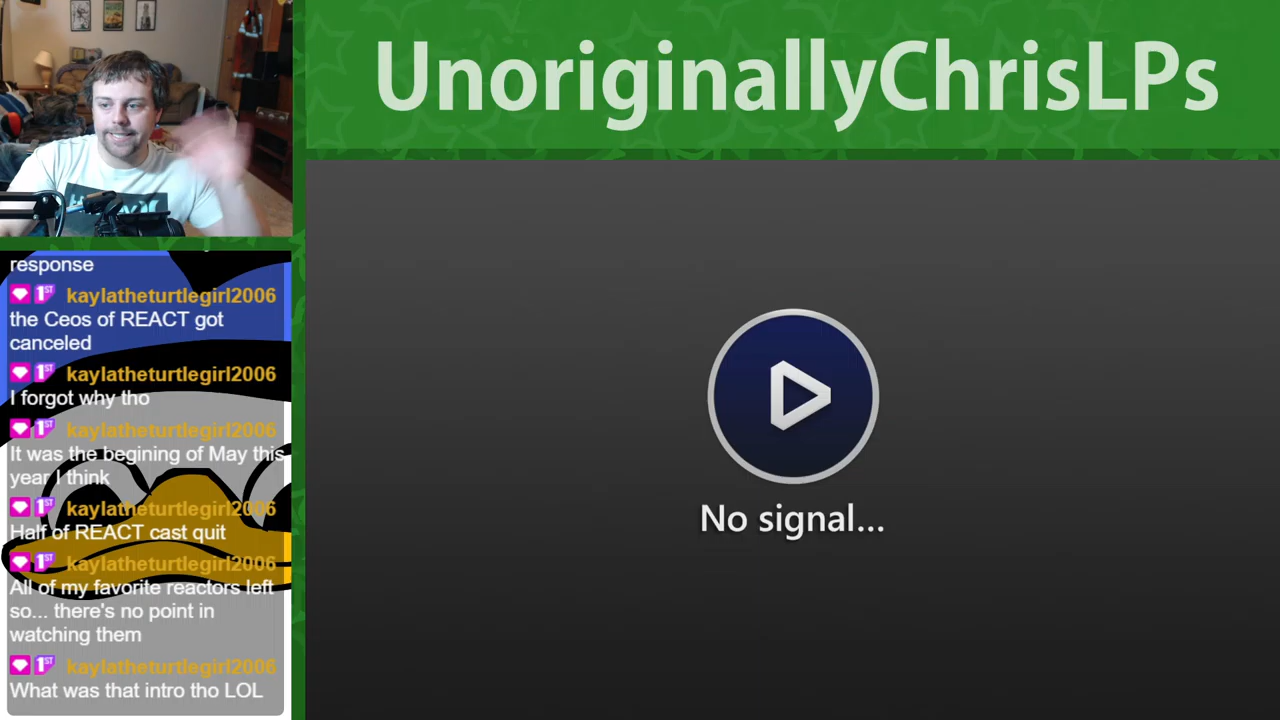 UnoriginallyChrisLPs
response
kaylatheturtlegirl2006
the Ceos of REACT got
canceled
kaylatheturtlegirl2006
I forgot why tho
kaylatheturtlegirl2006
It was the begining of May this
year I think
kaylatheturtlegirl2006
Half of REACT cast quit
kaylatheturtlegirl2006
All of my favorite reactors left
so... there's no point in
watching them
kaylatheturtlegirl2006
What was that intro tho LOL
No signal...